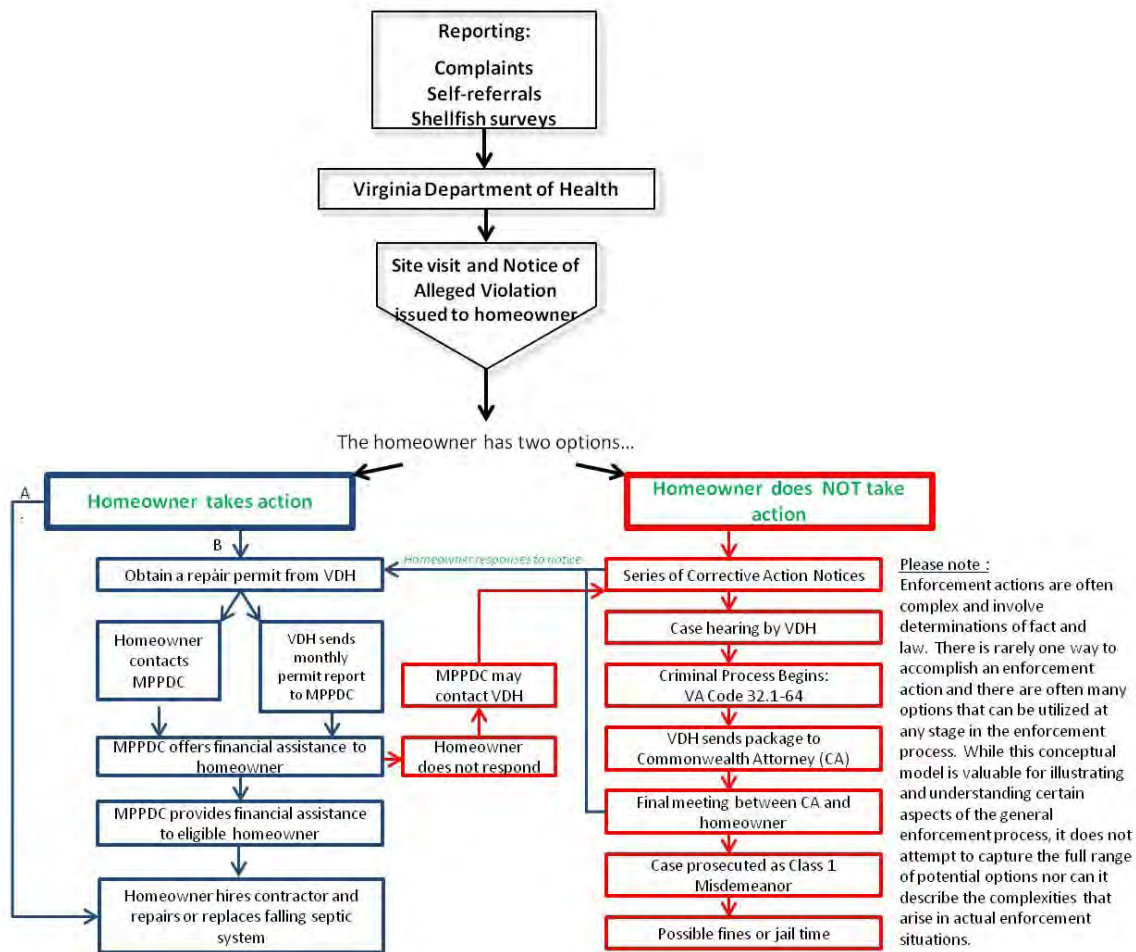 Reporting:
Complaints
Self-referrals
Shellfish surveys
Virginia Department of Health
Site visit and Notice of
Alleged Violation
issued to homeowner
The homeowner has two options...
A
.
Homeowner takes action
B
Obtain a repair permit from VDH
Homeowner
contacts
MPPDC
VDH sends
monthly
permit report
to MPPDC
MPPDC offers financial assistance to
homeowner
MPPDC provides financial assistance
to eligible homeowner
Homeowner hires contractor and
repairs or replaces falling septic
system
Homeowner responses to notice
MPPDC may
contact VDH
Homeowner
does not respond
Homeowner does NOT take
action
Series of Corrective Action Notices
Case hearing by VDH
Criminal Process Begins:
VA Code 32.1-64
VDH sends package to
Commonwealth Attorney (CA)
Final meeting between CA and
homeowner
Case prosecuted as Class 1
Misdemeanor
Possible fines or jail time
Please note :
Enforcement actions are often
complex and involve
determinations of fact and
law. There is rarely one way to
accomplish an enforcement
action and there are often many
options that can be utilized at
any stage in the enforcement
process. While this conceptual
model is valuable for illustrating
and understanding certain
aspects of the general
enforcement process, it does not
attempt to capture the full range
of potential options nor can it
describe the complexities that
arise in actual enforcement
situations.